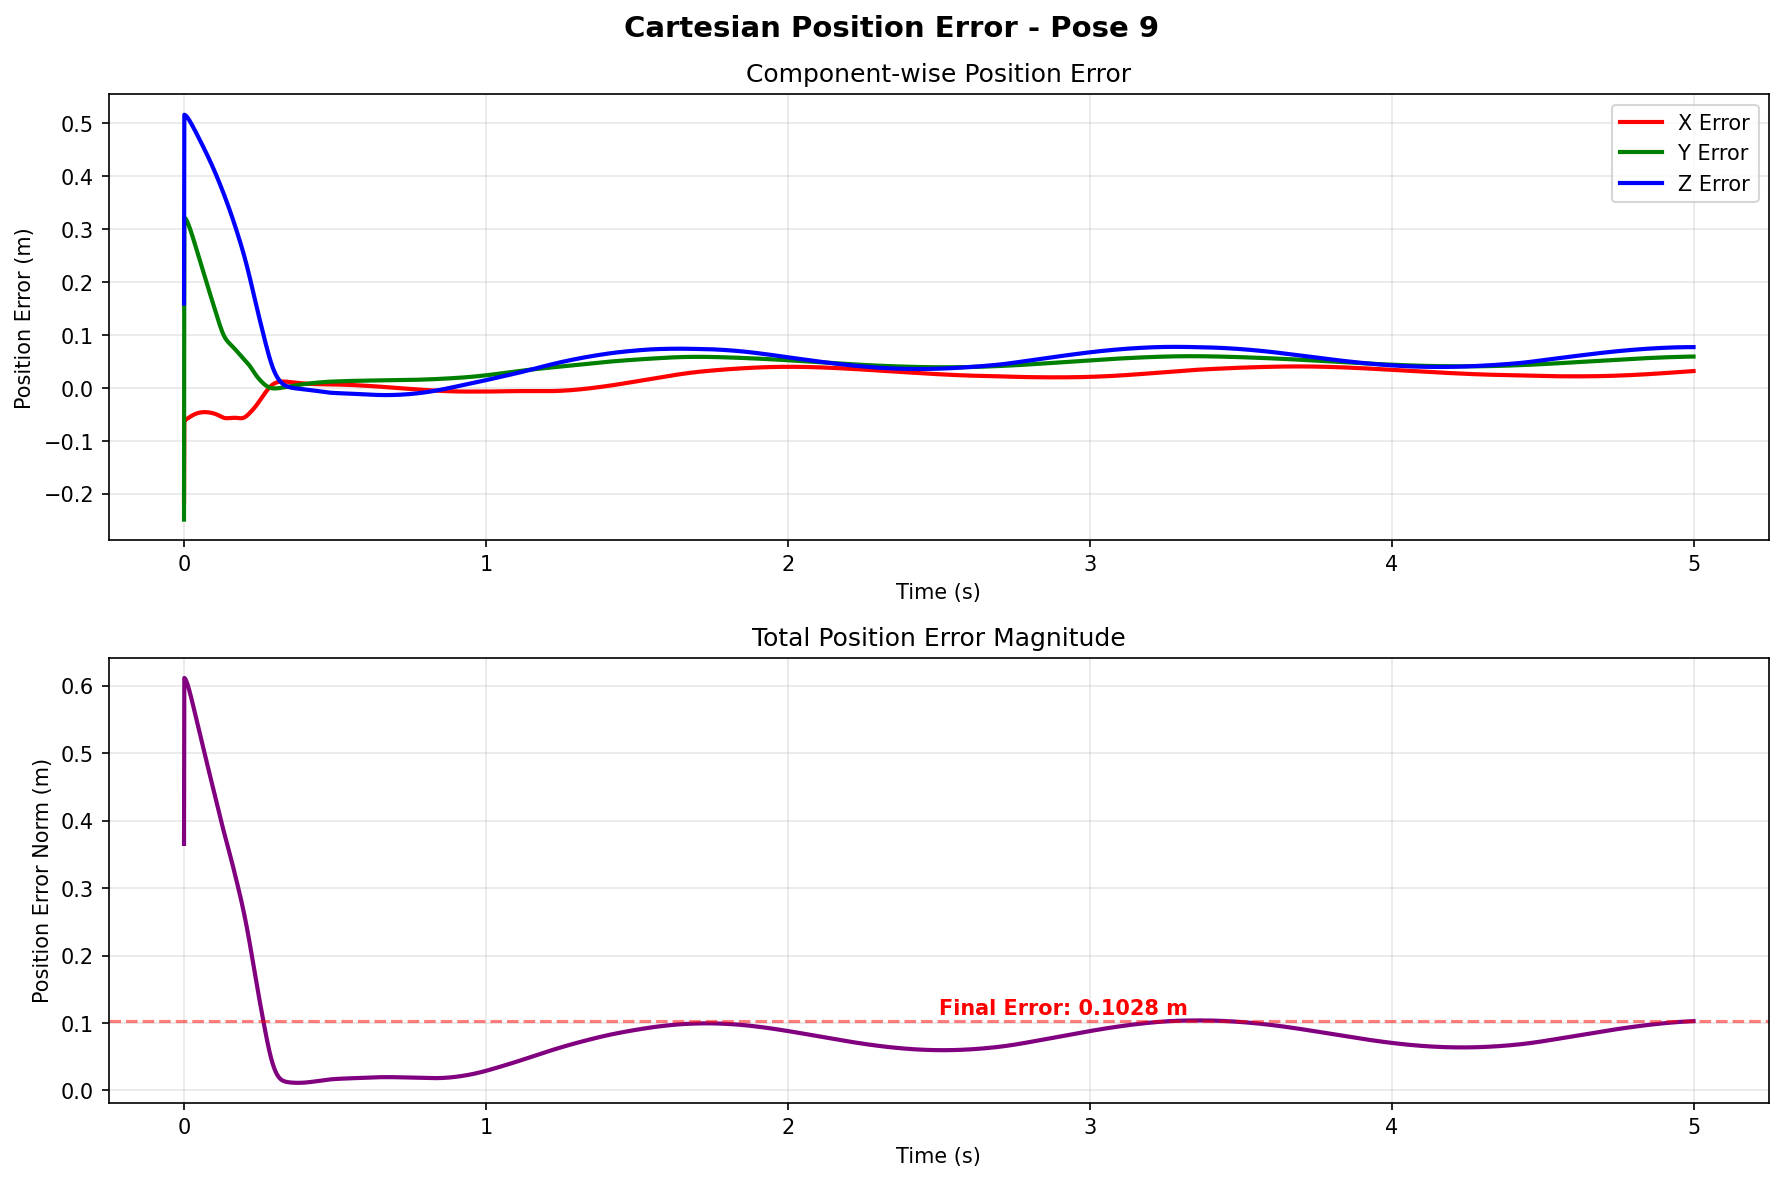 Cartesian Position Error - Pose 9
Component-wise Position Error
Position Error (m)
0.5
0.4
0.3
0.2
0.1
0.0
−0.1
−0.2
X Error
Y Error
Z Error
0 1 2 3 4 5
Time (s)
Total Position Error Magnitude
Position Error Norm (m)
0.6
0.5
0.4
0.3
0.2
0.1
0.0
Final Error: 0.1028 m
0 1 2 3 4 5
Time (s)